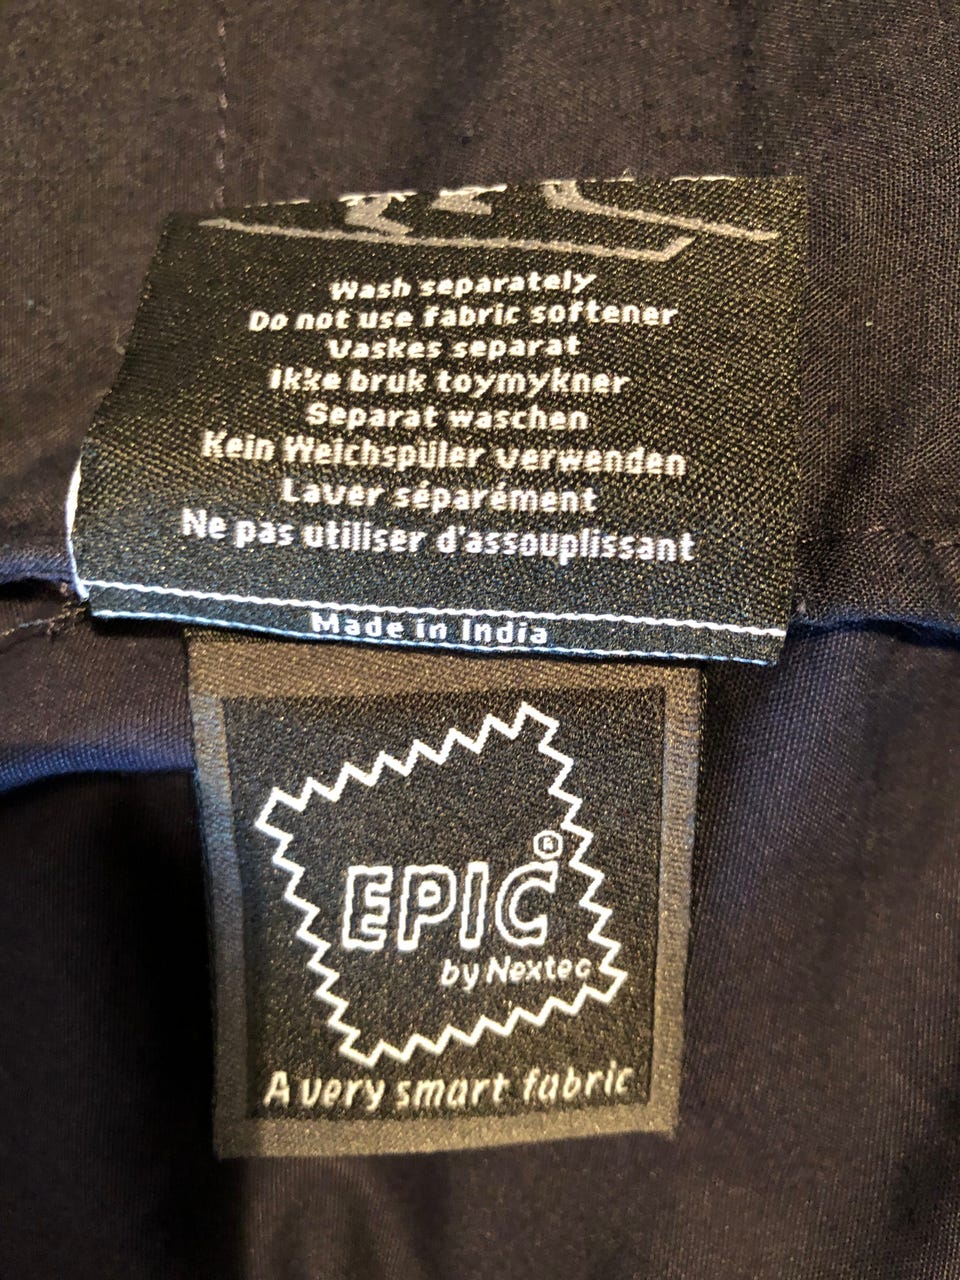 Wash separately
Do not use fabric softener
Vaskes separat
Ikke bruk toymykner
Separat waschen
Kein Weichspüler verwenden
Laver séparément
Ne pas utiliser d'assouplissant
Made in India
EPIC®
by Nextec
A very smart fabric